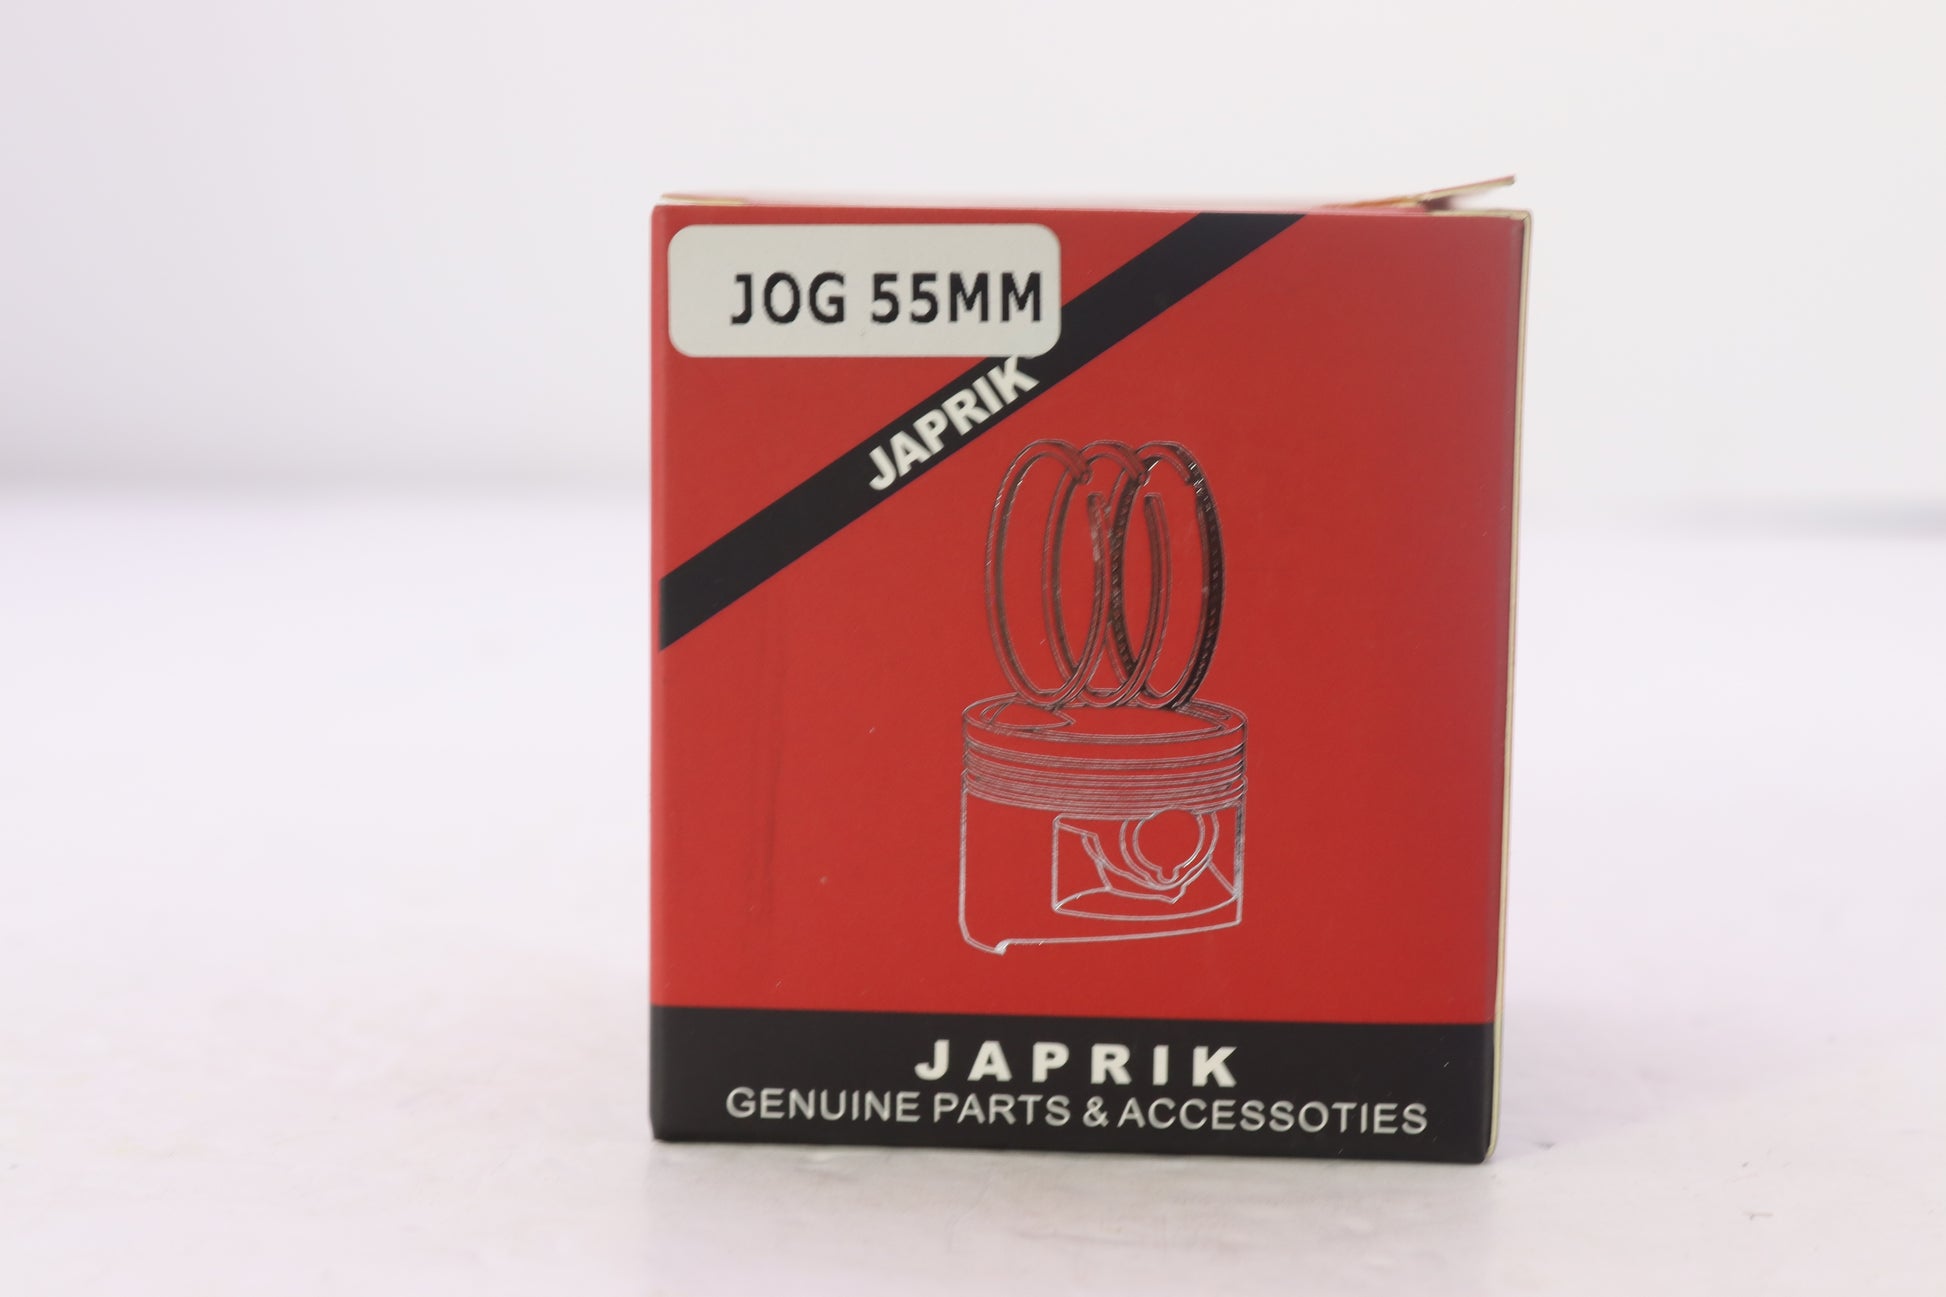 JOG 55MM
JAPRIK
JAPRIK
GENUINE PARTS & ACCESSOTIES